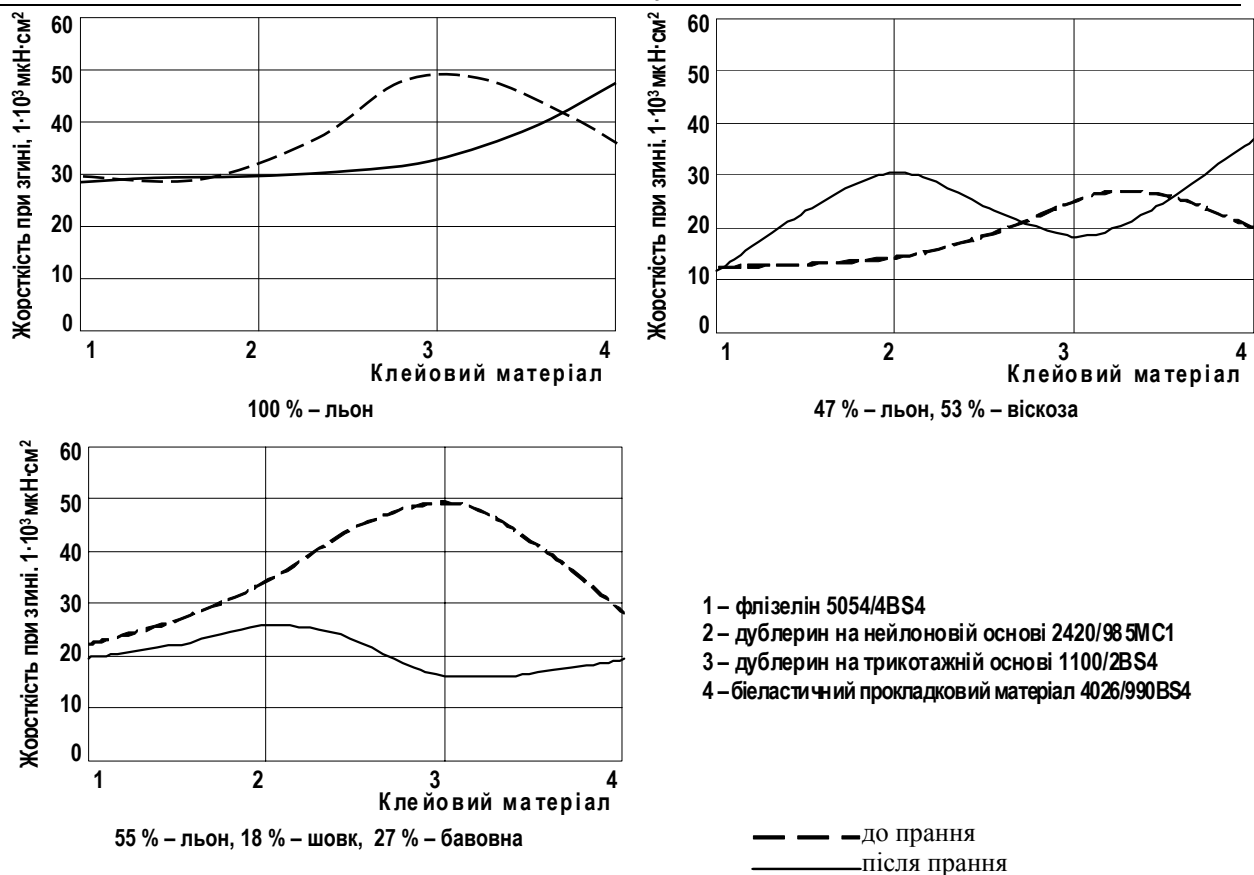 Жорсткість при згині, 1·10³ мкН·см²
60
50
40
30
20
10
0
1 2 3 4
Клейовий матеріал
100 % – льон
Жорсткість при згині. 1·10³ мкН·см²
60
50
40
30
20
10
0
1 2 3 4
Клейовий матеріал
47 % – льон, 53 % – віскоза
Жорсткість при згині. 1·10³ мкН·см²
60
50
40
30
20
10
0
1 2 3 4
Клейовий матеріал
55 % – льон, 18 % – шовк, 27 % – бавовна
1 – флізелін 5054/4BS4
2 – дублерин на нейлоновій основі 2420/985MC1
3 – дублерин на трикотажній основі 1100/2BS4
4 – біеластичний прокладковий матеріал 4026/990BS4
до прання
після прання